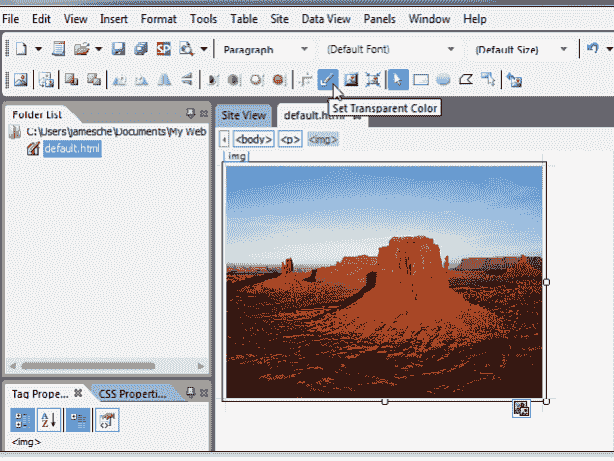 File Edit View Insert Format Tools Table Site Data View Panels Window Help
Paragraph (Default Font) (Default Size)
Set Transparent Color
Folder List
Site View default.html
C:\Users\jamesche\Documents\My Web
default.html
<body> <p> <img>
img
Tag Prope... CSS Properti...
<img>